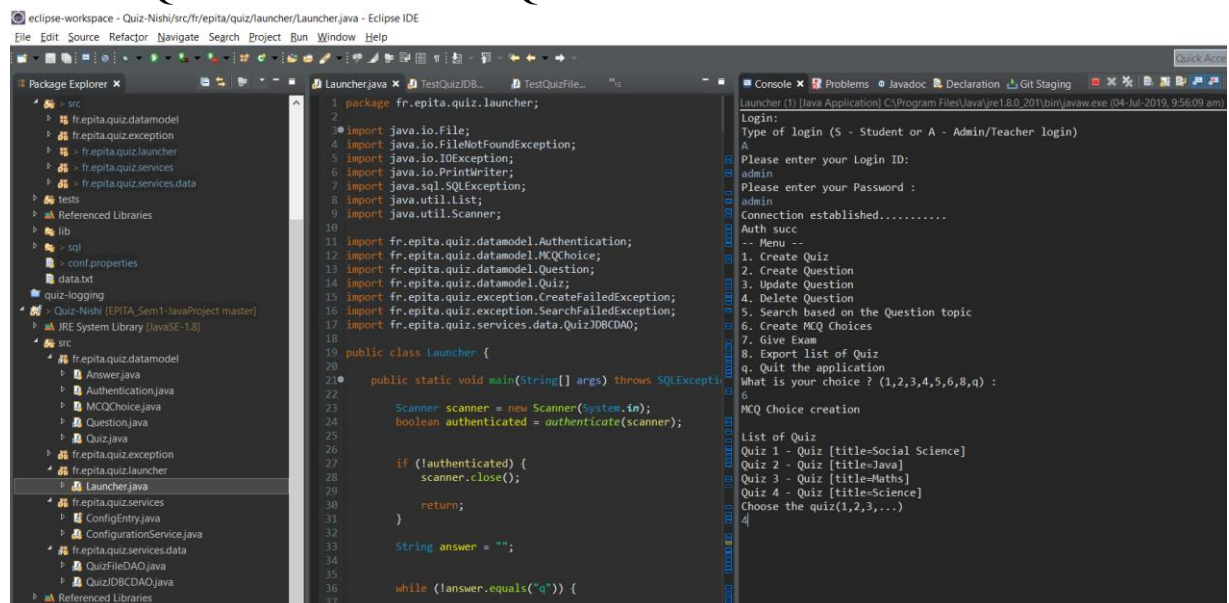 eclipse-workspace - Quiz-Nishi/src/fr/epita/quiz/launcher/Launcher.java - Eclipse IDE
File Edit Source Refactor Navigate Search Project Run Window Help
Quick Acce
Package Explorer
> src
fr.epita.quiz.datamodel
fr.epita.quiz.exception
> fr.epita.quiz.launcher
> fr.epita.quiz.services
> fr.epita.quiz.services.data
tests
Referenced Libraries
lib
> sql
> conf.properties
data.txt
quiz-logging
> Quiz-Nishi [EPITA_Sem1-JavaProject master]
JRE System Library [JavaSE-1.8]
src
fr.epita.quiz.datamodel
Answer.java
Authentication.java
MCQChoice.java
Question.java
Quiz.java
fr.epita.quiz.exception
fr.epita.quiz.launcher
Launcher.java
fr.epita.quiz.services
ConfigEntry.java
ConfigurationService.java
fr.epita.quiz.services.data
QuizFileDAO.java
QuizJDBCDAO.java
Referenced Libraries
Launcher.java TestQuizJDB... TestQuizFile... 15
1 package fr.epita.quiz.launcher;
2
3 import java.io.File;
4 import java.io.FileNotFoundException;
5 import java.io.IOException;
6 import java.io.PrintWriter;
7 import java.sql.SQLException;
8 import java.util.List;
9 import java.util.Scanner;
10
11 import fr.epita.quiz.datamodel.Authentication;
12 import fr.epita.quiz.datamodel.MCQChoice;
13 import fr.epita.quiz.datamodel.Question;
14 import fr.epita.quiz.datamodel.Quiz;
15 import fr.epita.quiz.exception.CreateFailedException;
16 import fr.epita.quiz.exception.SearchFailedException;
17 import fr.epita.quiz.services.data.QuizJDBCDAO;
18
19 public class Launcher {
20
21 public static void main(String[] args) throws SQLExcepti
22
23 Scanner scanner = new Scanner(System.in);
24 boolean authenticated = authenticate(scanner);
25
26
27 if (!authenticated) {
28 scanner.close();
29
30 return;
31 }
32
33 String answer = "";
34
35
36 while (!answer.equals("q")) {
37
Console Problems Javadoc Declaration Git Staging
Launcher (1) [Java Application] C:\Program Files\Java\jre1.8.0_201\bin\javaw.exe (04-Jul-2019, 9:56:09 am)
Login:
Type of login (S - Student or A - Admin/Teacher login)
A
Please enter your Login ID:
admin
Please enter your Password :
admin
Connection established...........
Auth succ
-- Menu --
1. Create Quiz
2. Create Question
3. Update Question
4. Delete Question
5. Search based on the Question topic
6. Create MCQ Choices
7. Give Exam
8. Export list of Quiz
q. Quit the application
What is your choice ? (1,2,3,4,5,6,8,q) :
6
MCQ Choice creation
List of Quiz
Quiz 1 - Quiz [title=Social Science]
Quiz 2 - Quiz [title=Java]
Quiz 3 - Quiz [title=Maths]
Quiz 4 - Quiz [title=Science]
Choose the quiz(1,2,3,...)
4